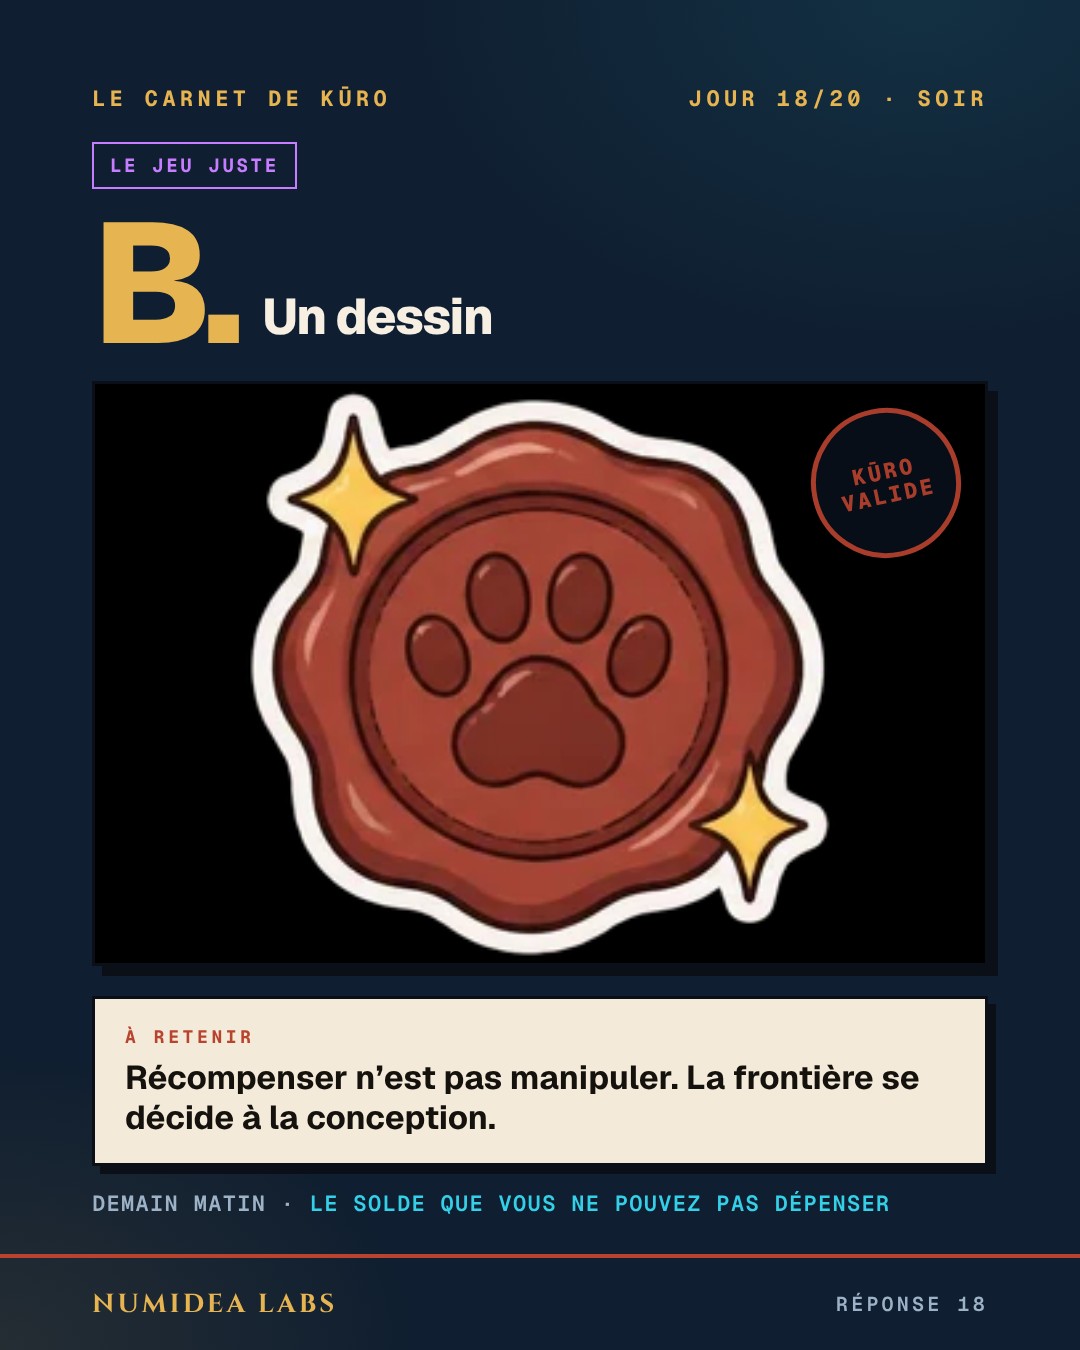 LE CARNET DE KŪRO
JOUR 18/20 · SOIR
LE JEU JUSTE
B. Un dessin
KŪRO
VALIDE
À RETENIR
Récompenser n’est pas manipuler. La frontière se
décide à la conception.
DEMAIN MATIN · LE SOLDE QUE VOUS NE POUVEZ PAS DÉPENSER
NUMIDEA LABS
RÉPONSE 18